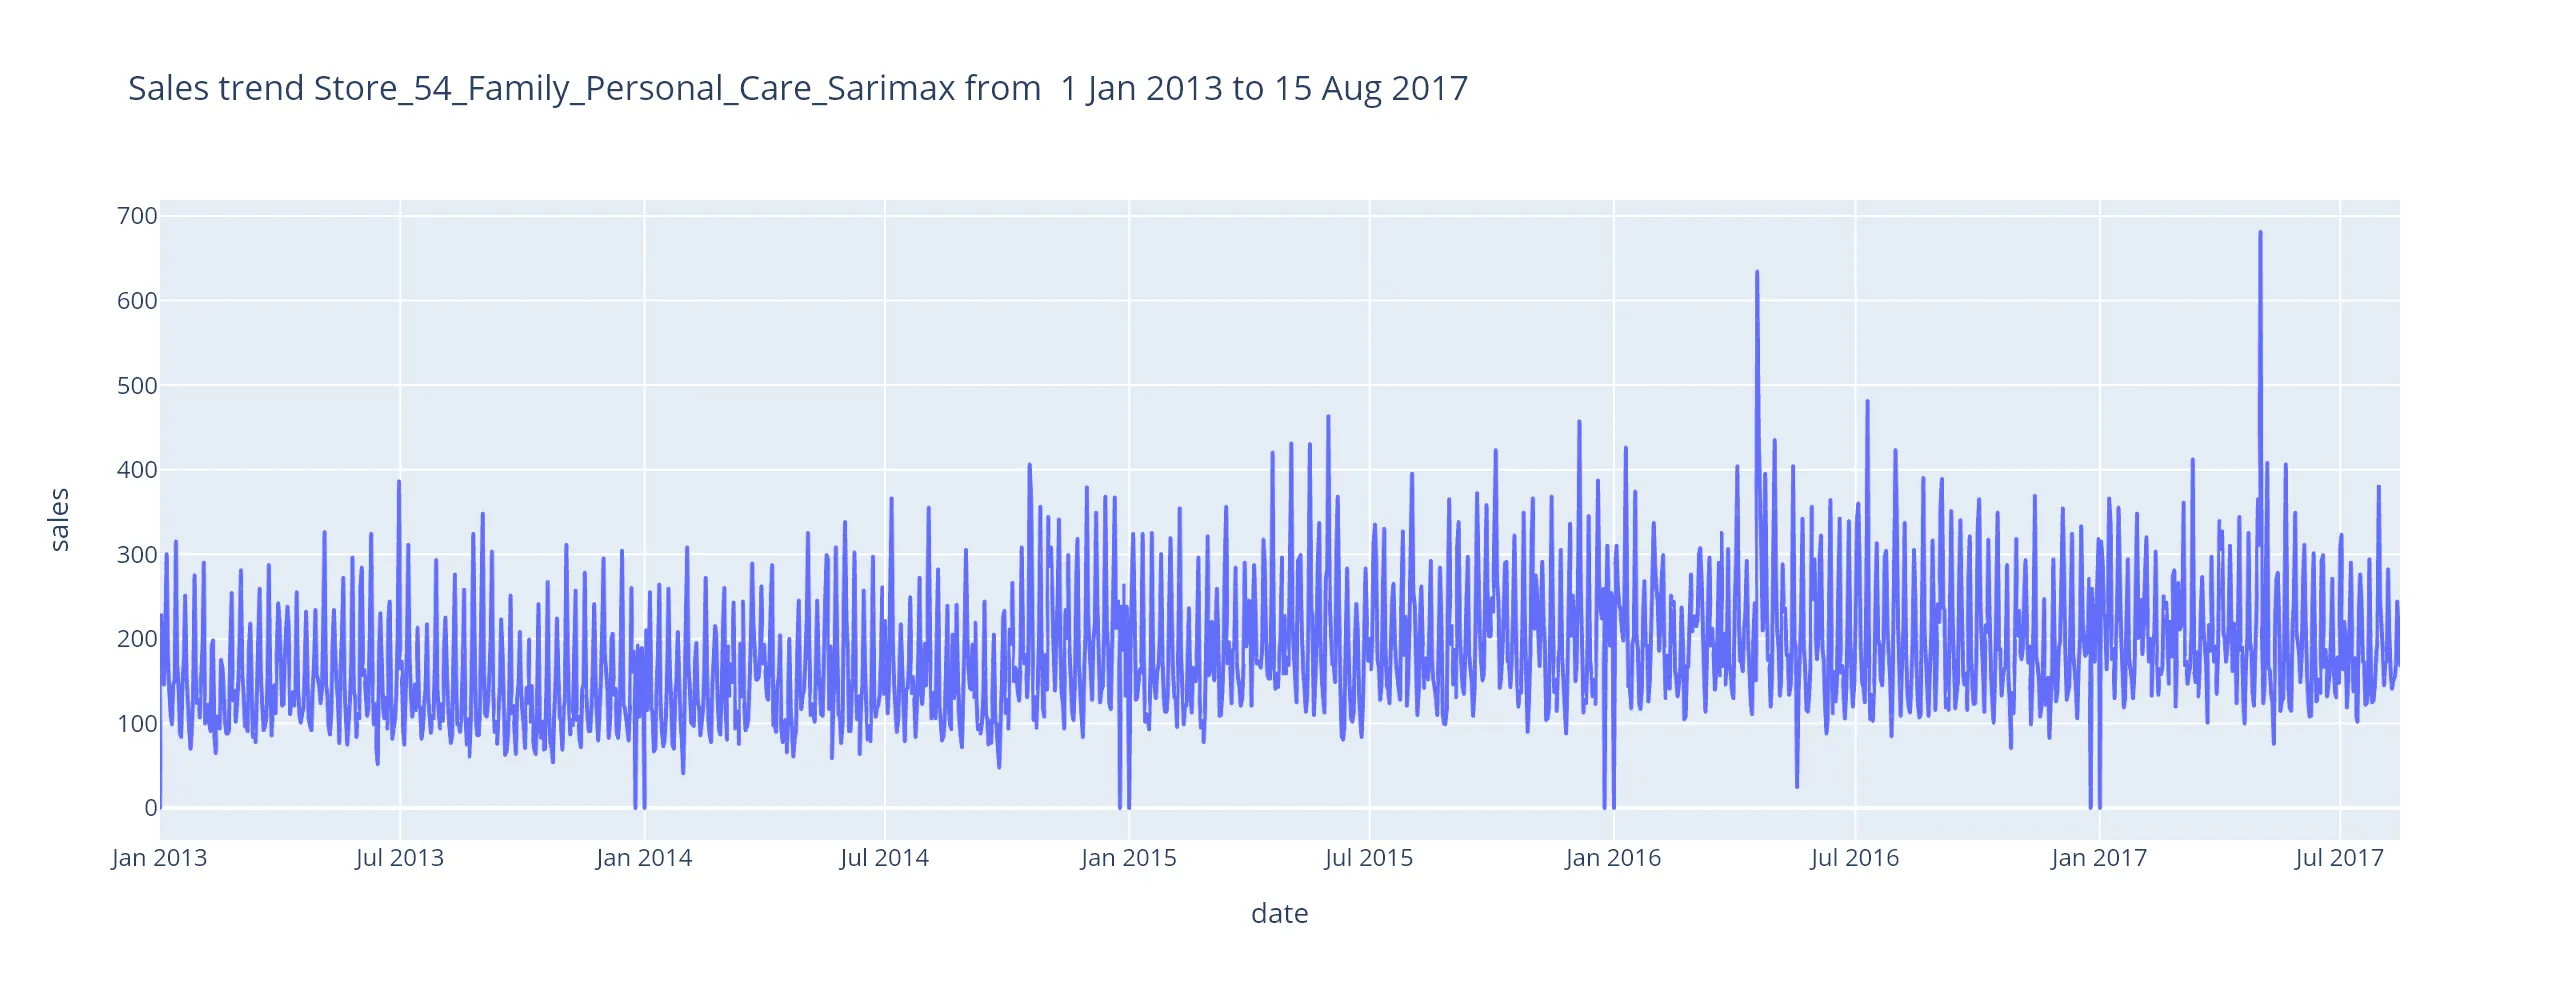 Sales trend Store_54_Family_Personal_Care_Sarimax from  1 Jan 2013 to 15 Aug 2017
700
600
500
400
300
200
100
0
sales
Jan 2013 Jul 2013 Jan 2014 Jul 2014 Jan 2015 Jul 2015 Jan 2016 Jul 2016 Jan 2017 Jul 2017
date